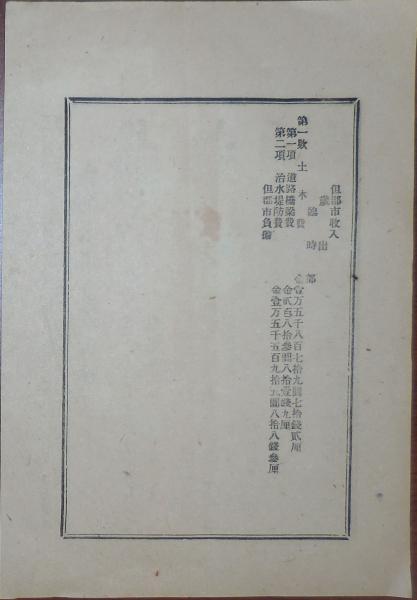 但郡市收入
歳出
臨時部
第一款 土木費 金壹万五千八百七拾九圓七拾錢貳厘
第一項 道路橋梁費 金貳百八拾參圓八拾壹錢九厘
第二項 治水堤防費 金壹万五千五百九拾五圓八拾八錢參厘
但郡市負擔